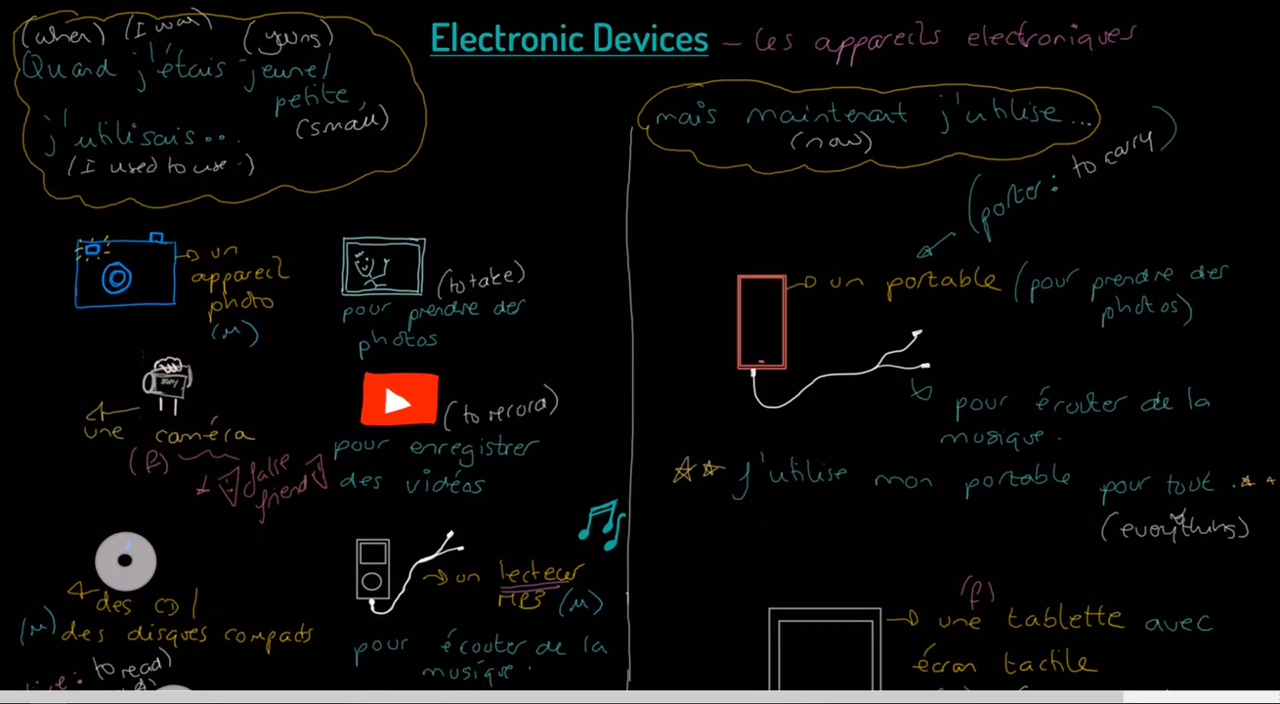 Electronic Devices – Les appareils electroniques
(when) (I was) (young)
Quand j'étais jeune/
petite
(small)
j'utilisais...
(I used to use:)
un
appareil
photo
(M)
(to take)
pour prendre des
photos
une caméra
(f)
false
friend
(to record)
pour enregistrer
des vidéos
des CD/
(M) des disques compacts
to read)
un lecteur
MP3 (M)
pour écouter de la
musique.
mais maintenant j'utilise...
(now)
(porter: to carry)
un portable (pour prendre des
photos)
pour écouter de la
musique.
j'utilise mon portable pour tout.
(everything)
(f)
une tablette avec
écran tactile